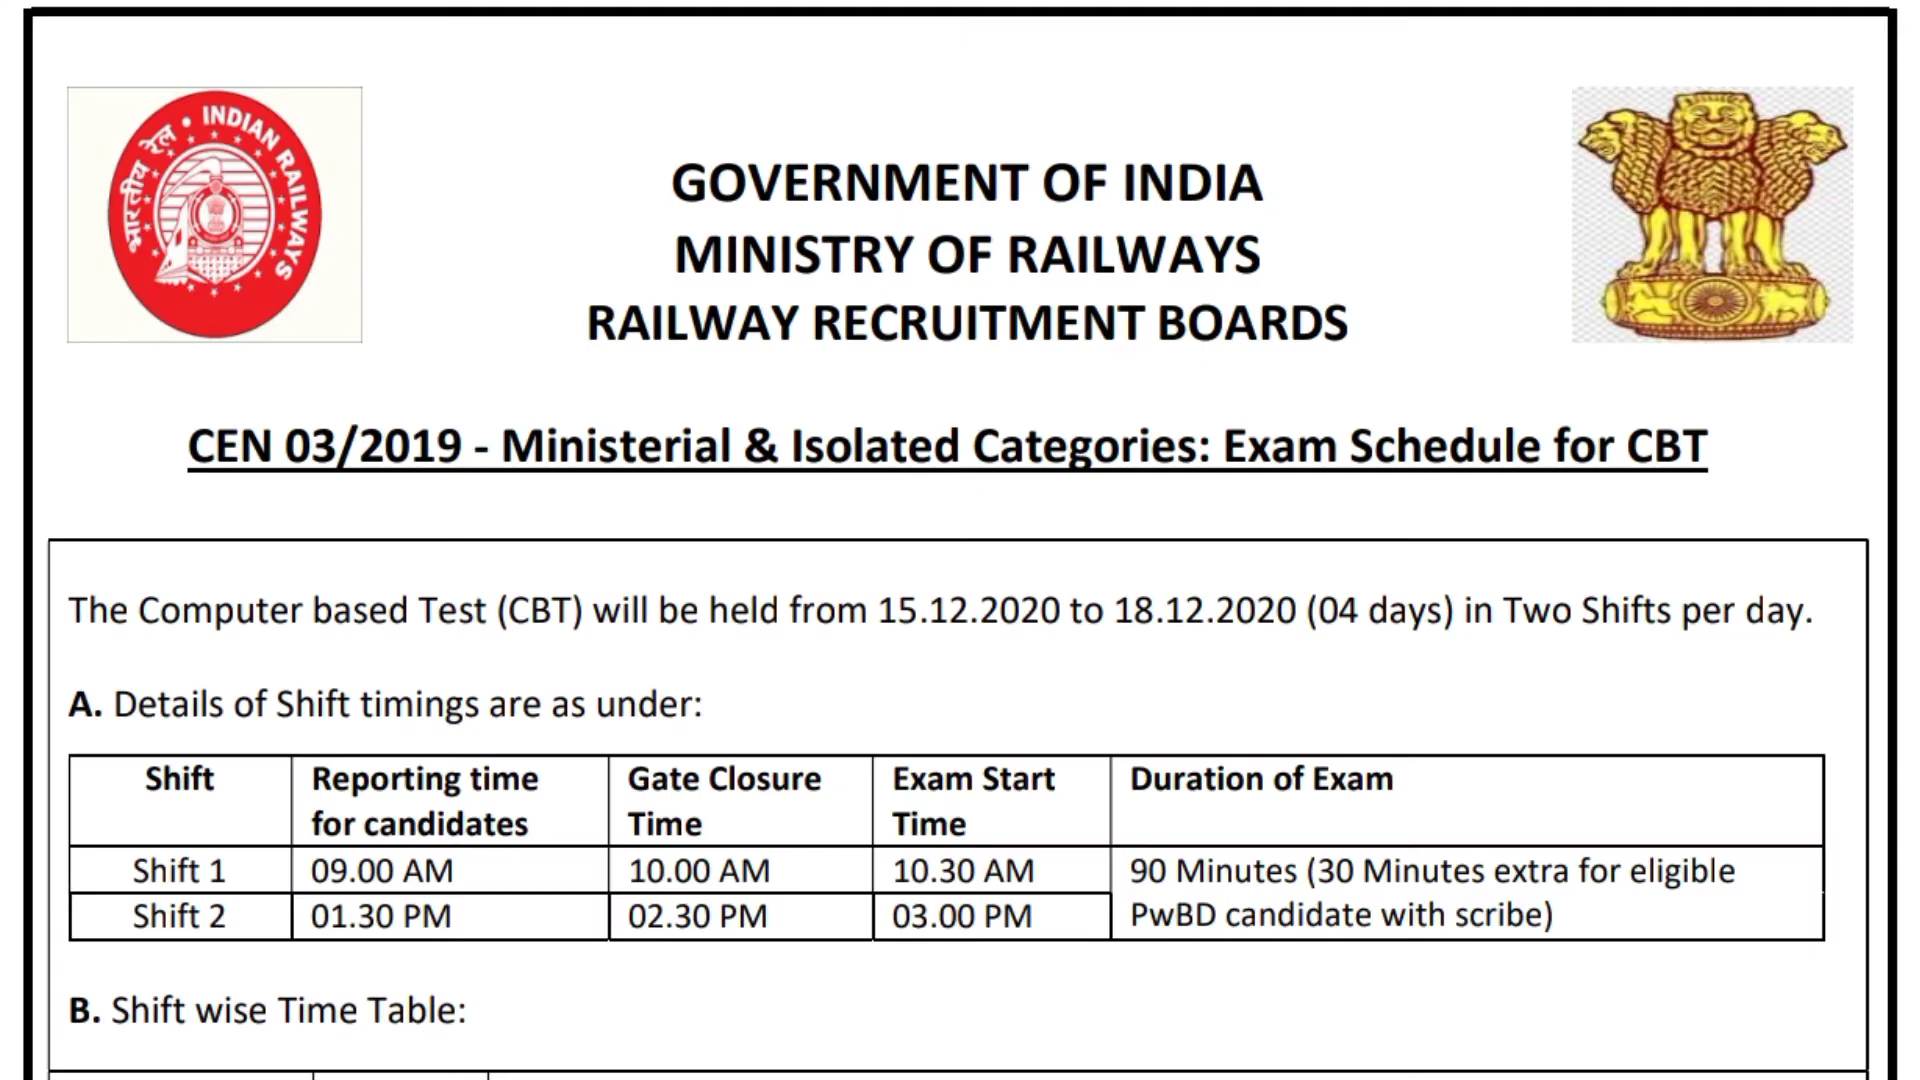 भारतीय रेल • INDIAN RAILWAYS
GOVERNMENT OF INDIA
MINISTRY OF RAILWAYS
RAILWAY RECRUITMENT BOARDS
CEN 03/2019 - Ministerial & Isolated Categories: Exam Schedule for CBT
The Computer based Test (CBT) will be held from 15.12.2020 to 18.12.2020 (04 days) in Two Shifts per day.
A. Details of Shift timings are as under:
Shift Reporting time for candidates Gate Closure Time Exam Start Time Duration of Exam
Shift 1 09.00 AM 10.00 AM 10.30 AM 90 Minutes (30 Minutes extra for eligible
Shift 2 01.30 PM 02.30 PM 03.00 PM PwBD candidate with scribe)
B. Shift wise Time Table: